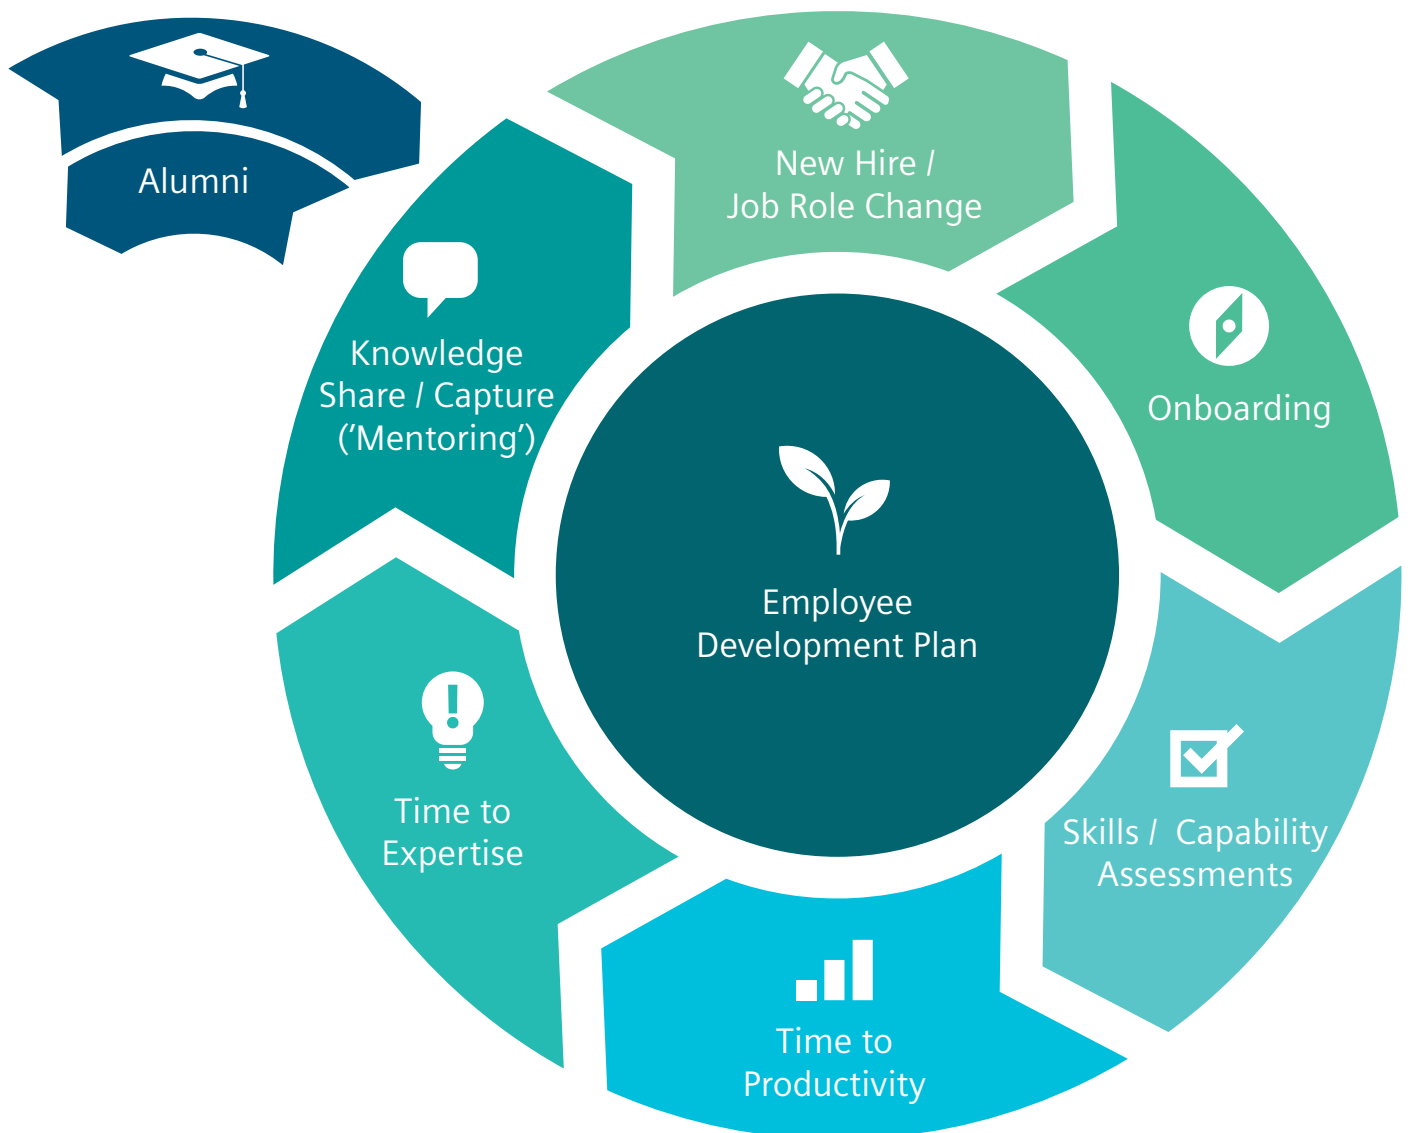 Alumni
New Hire /
Job Role Change
Onboarding
Skills /  Capability
Assessments
Time to
Productivity
Time to
Expertise
Knowledge
Share / Capture
(’Mentoring’)
Employee
Development Plan